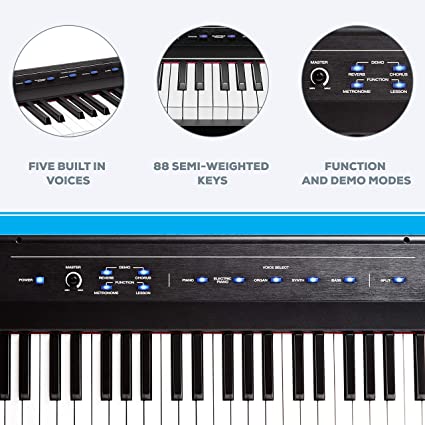 FIVE BUILT IN
VOICES
88 SEMI-WEIGHTED
KEYS
FUNCTION
AND DEMO MODES
MASTER
DEMO
REVERB
CHORUS
FUNCTION
METRONOME
LESSON
POWER
MASTER
DEMO
REVERB
CHORUS
FUNCTION
METRONOME
LESSON
VOICE SELECT
PIANO
ELECTRIC
PIANO
ORGAN
SYNTH
BASS
SPLIT